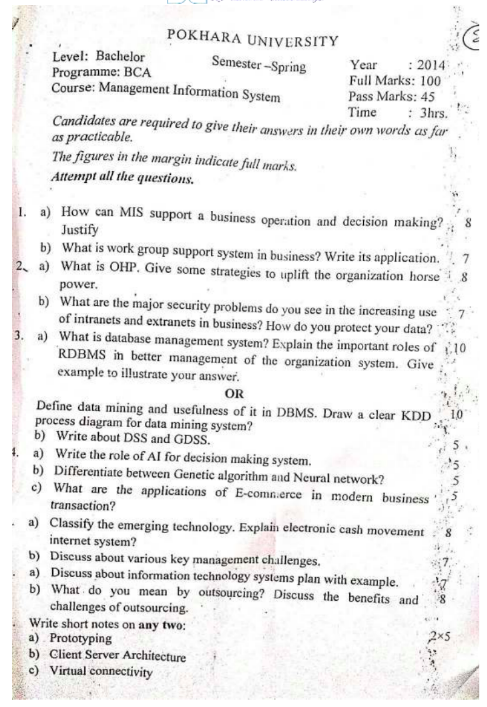 POKHARA UNIVERSITY
Level: Bachelor Semester –Spring Year : 2014
Programme: BCA Full Marks: 100
Course: Management Information System Pass Marks: 45
Time : 3hrs.
Candidates are required to give their answers in their own words as far
as practicable.
The figures in the margin indicate full marks.
Attempt all the questions.
1. a) How can MIS support a business operation and decision making? 8
Justify
b) What is work group support system in business? Write its application. 7
2. a) What is OHP. Give some strategies to uplift the organization horse 8
power.
b) What are the major security problems do you see in the increasing use 7
of intranets and extranets in business? How do you protect your data?
3. a) What is database management system? Explain the important roles of 10
RDBMS in better management of the organization system. Give
example to illustrate your answer.
OR
Define data mining and usefulness of it in DBMS. Draw a clear KDD 10
process diagram for data mining system?
b) Write about DSS and GDSS. 5
4. a) Write the role of AI for decision making system. 5
b) Differentiate between Genetic algorithm and Neural network? 5
c) What are the applications of E-commerce in modern business 5
transaction?
a) Classify the emerging technology. Explain electronic cash movement 8
internet system?
b) Discuss about various key management challenges. 7
a) Discuss about information technology systems plan with example. 7
b) What do you mean by outsourcing? Discuss the benefits and 8
challenges of outsourcing.
Write short notes on any two: 2×5
a) Prototyping
b) Client Server Architecture
c) Virtual connectivity